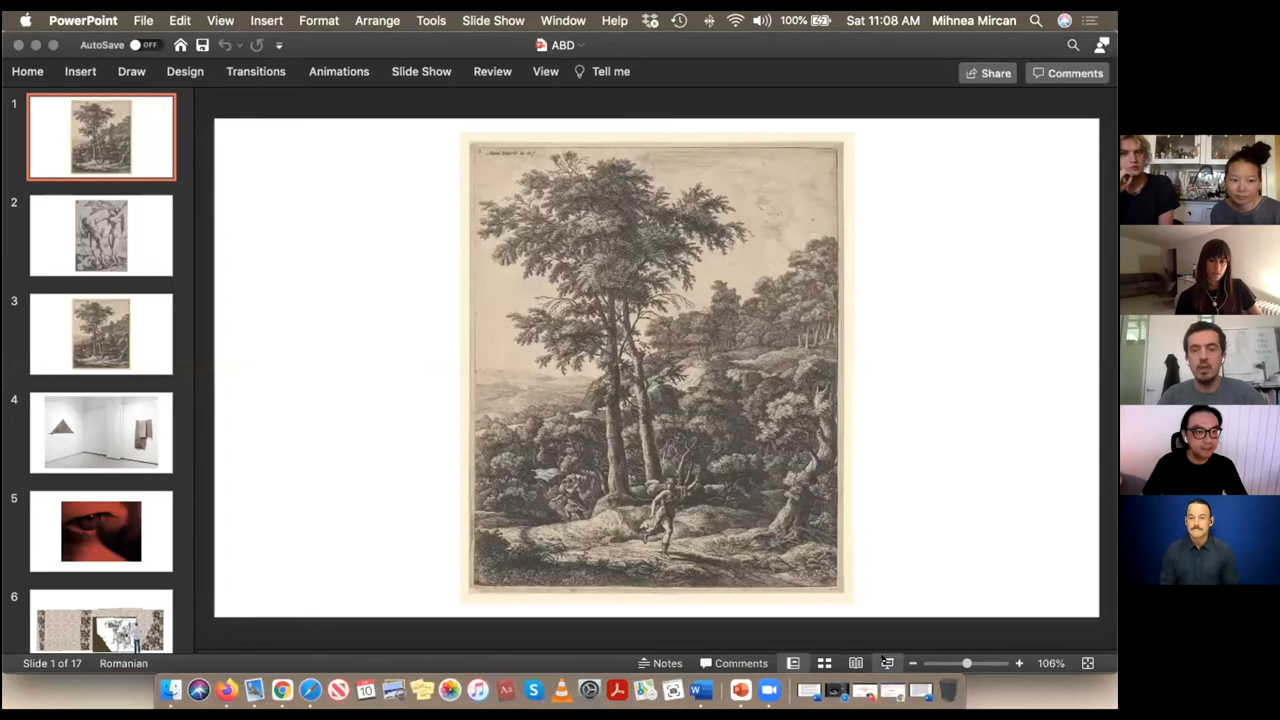 PowerPoint File Edit View Insert Format Arrange Tools Slide Show Window Help 100% Sat 11:08 AM Mihnea Mircan
AutoSave OFF ABD
Home Insert Draw Design Transitions Animations Slide Show Review View Tell me Share Comments
1
2
3
4
5
6
Slide 1 of 17 Romanian Notes Comments 106%
10